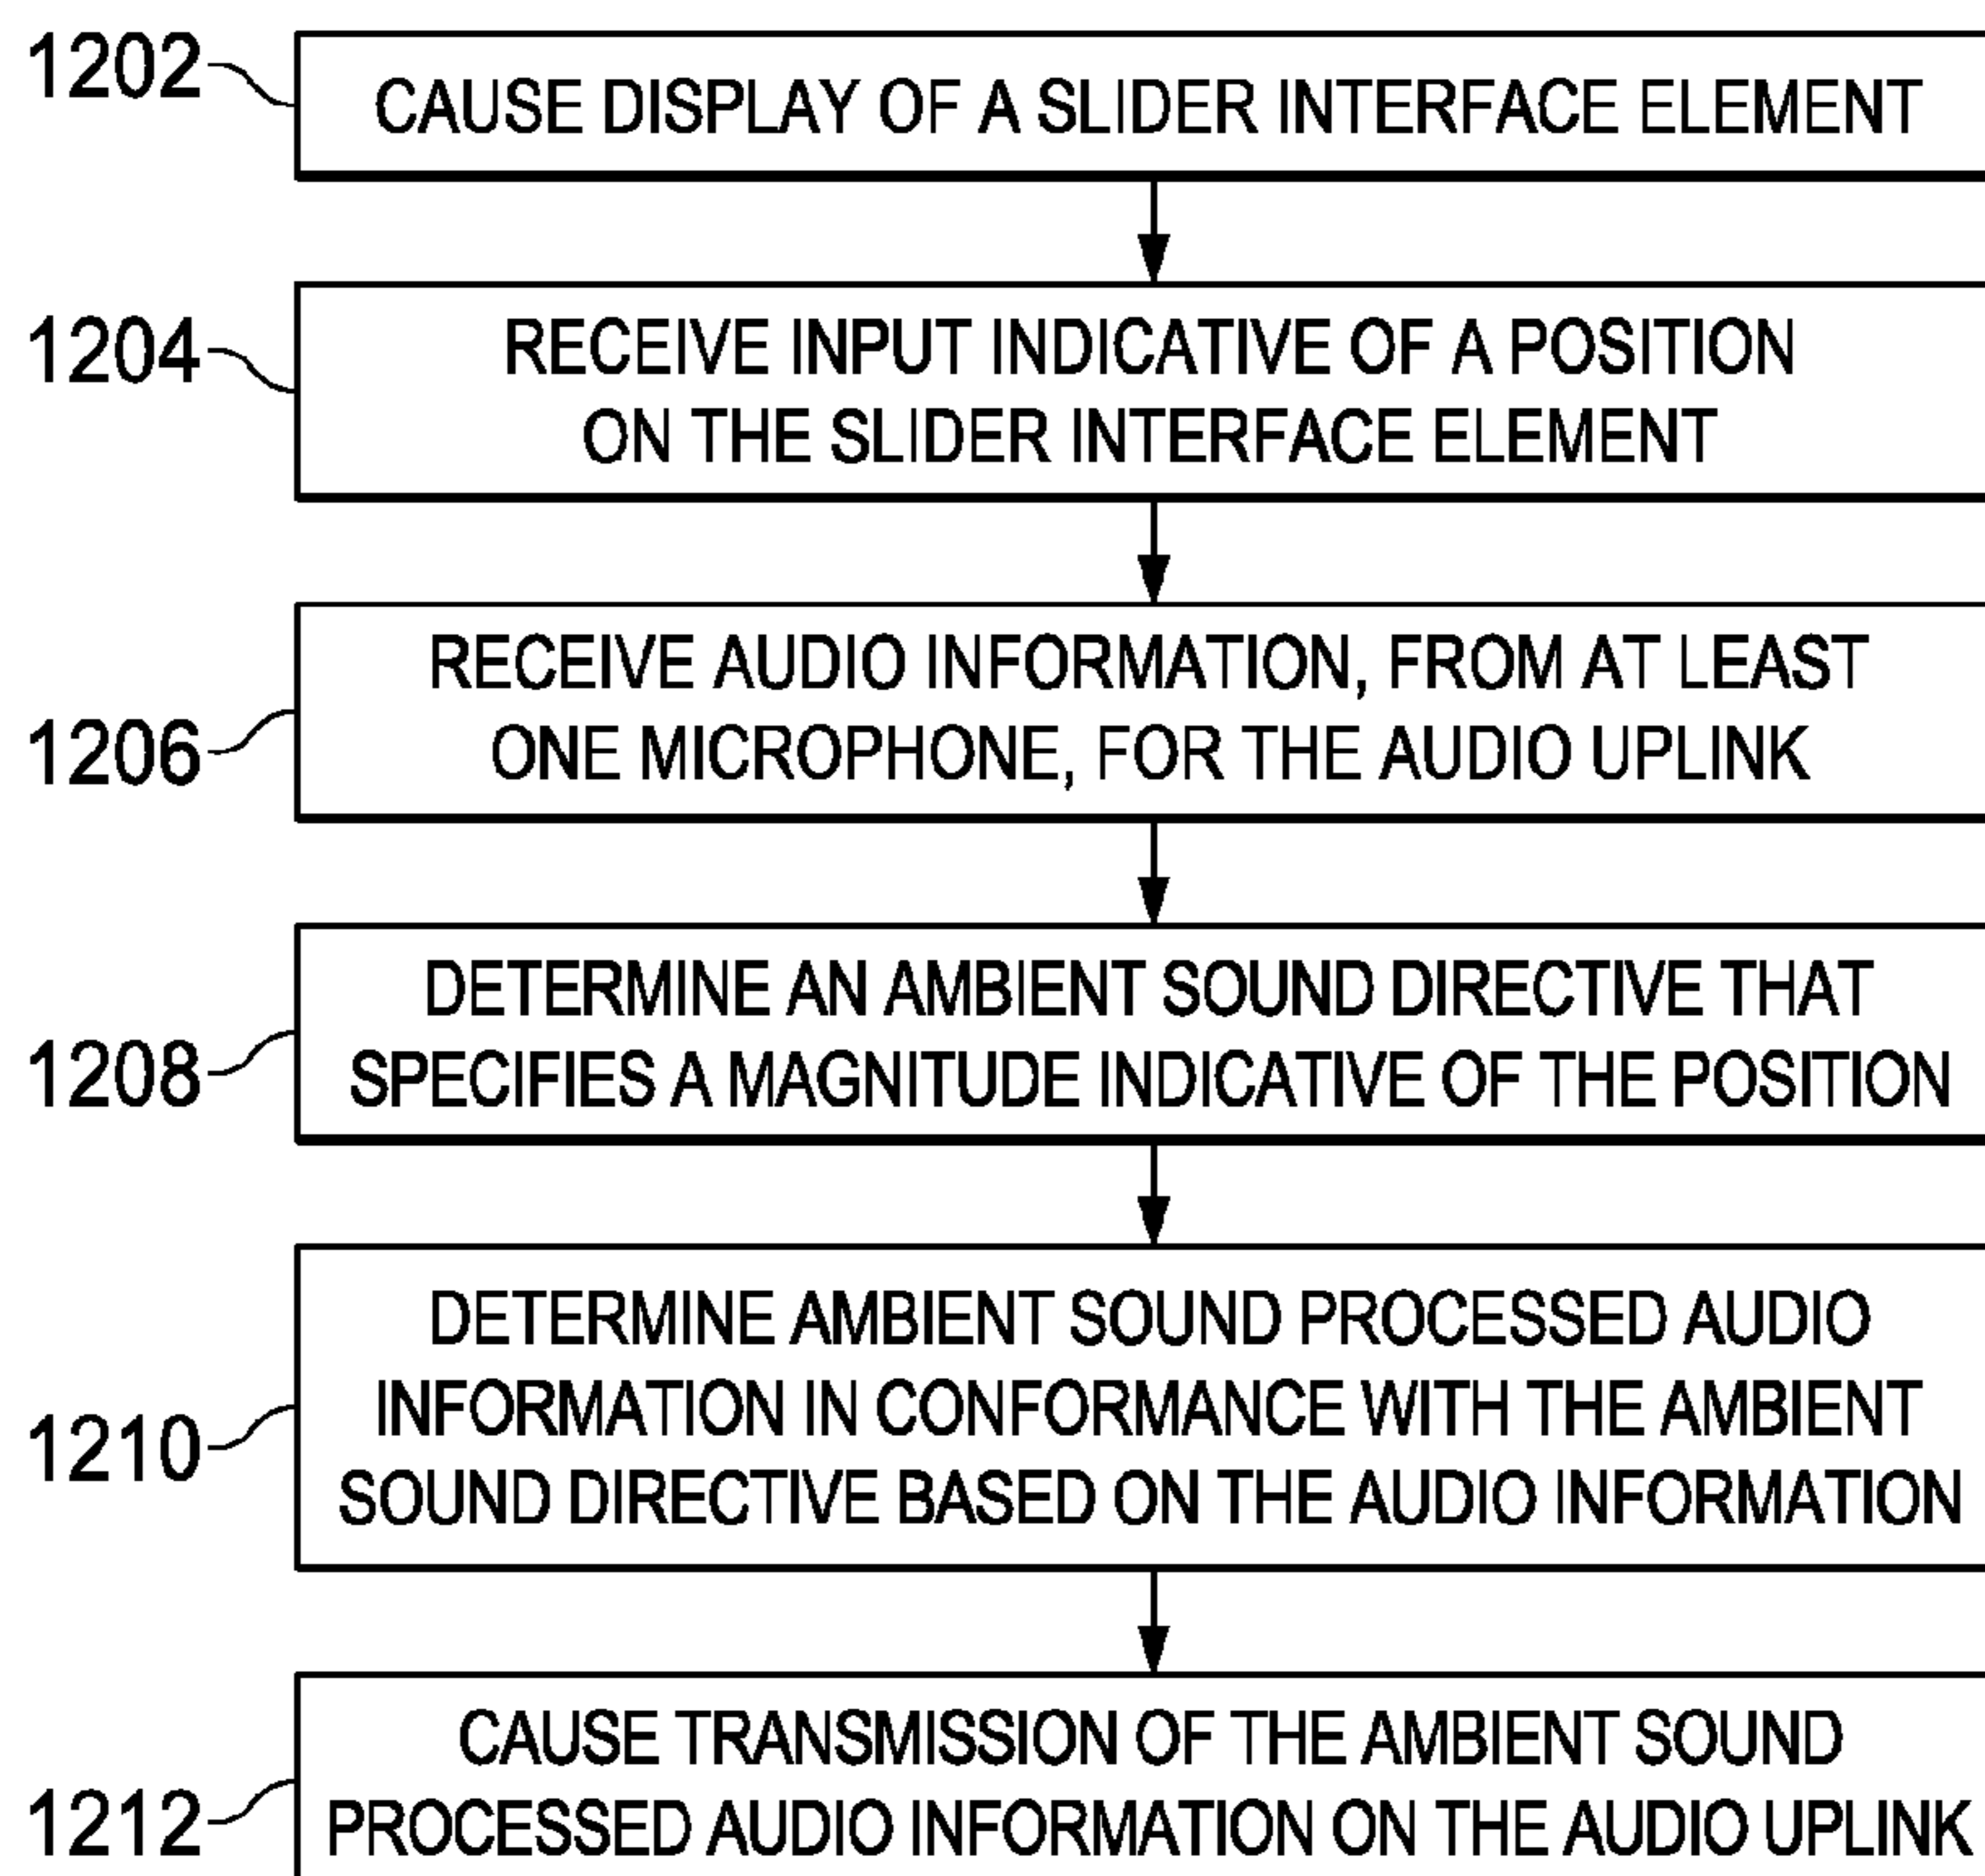 1202
CAUSE DISPLAY OF A SLIDER INTERFACE ELEMENT
1204
RECEIVE INPUT INDICATIVE OF A POSITION
ON THE SLIDER INTERFACE ELEMENT
1206
RECEIVE AUDIO INFORMATION, FROM AT LEAST
ONE MICROPHONE, FOR THE AUDIO UPLINK
1208
DETERMINE AN AMBIENT SOUND DIRECTIVE THAT
SPECIFIES A MAGNITUDE INDICATIVE OF THE POSITION
1210
DETERMINE AMBIENT SOUND PROCESSED AUDIO
INFORMATION IN CONFORMANCE WITH THE AMBIENT
SOUND DIRECTIVE BASED ON THE AUDIO INFORMATION
1212
CAUSE TRANSMISSION OF THE AMBIENT SOUND
PROCESSED AUDIO INFORMATION ON THE AUDIO UPLINK